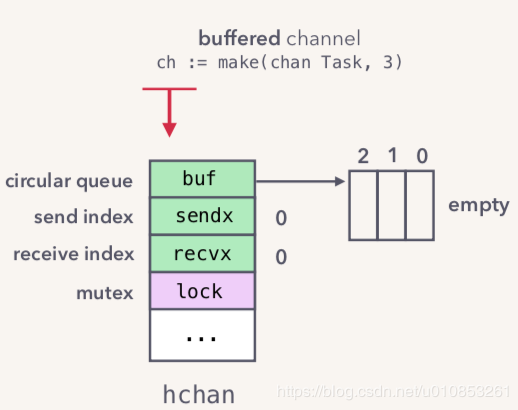 buffered channel
ch := make(chan Task, 3)
2 1 0
circular queue buf
empty
send index sendx 0
receive index recvx 0
mutex lock
...
hchan
https://blog.csdn.net/u010853261